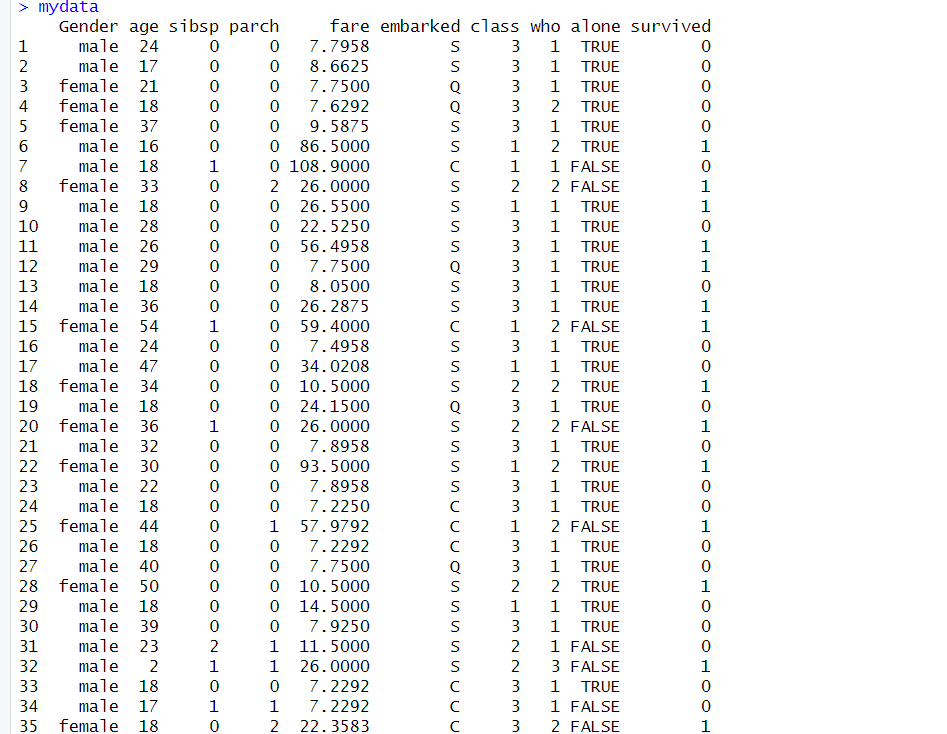 > mydata
Gender age sibsp parch fare embarked class who alone survived
1 male 24 0 0 7.7958 S 3 1 TRUE 0
2 male 17 0 0 8.6625 S 3 1 TRUE 0
3 female 21 0 0 7.7500 Q 3 1 TRUE 0
4 female 18 0 0 7.6292 Q 3 2 TRUE 0
5 female 37 0 0 9.5875 S 3 1 TRUE 0
6 male 16 0 0 86.5000 S 1 2 TRUE 1
7 male 18 1 0 108.9000 C 1 1 FALSE 0
8 female 33 0 2 26.0000 S 2 2 FALSE 1
9 male 18 0 0 26.5500 S 1 1 TRUE 1
10 male 28 0 0 22.5250 S 3 1 TRUE 0
11 male 26 0 0 56.4958 S 3 1 TRUE 1
12 male 29 0 0 7.7500 Q 3 1 TRUE 1
13 male 18 0 0 8.0500 S 3 1 TRUE 0
14 male 36 0 0 26.2875 S 3 1 TRUE 1
15 female 54 1 0 59.4000 C 1 2 FALSE 1
16 male 24 0 0 7.4958 S 3 1 TRUE 0
17 male 47 0 0 34.0208 S 1 1 TRUE 0
18 female 34 0 0 10.5000 S 2 2 TRUE 1
19 male 18 0 0 24.1500 Q 3 1 TRUE 0
20 female 36 1 0 26.0000 S 2 2 FALSE 1
21 male 32 0 0 7.8958 S 3 1 TRUE 0
22 female 30 0 0 93.5000 S 1 2 TRUE 1
23 male 22 0 0 7.8958 S 3 1 TRUE 0
24 male 18 0 0 7.2250 C 3 1 TRUE 0
25 female 44 0 1 57.9792 C 1 2 FALSE 1
26 male 18 0 0 7.2292 C 3 1 TRUE 0
27 male 40 0 0 7.7500 Q 3 1 TRUE 0
28 female 50 0 0 10.5000 S 2 2 TRUE 1
29 male 18 0 0 14.5000 S 1 1 TRUE 0
30 male 39 0 0 7.9250 S 3 1 TRUE 0
31 male 23 2 1 11.5000 S 2 1 FALSE 0
32 male 2 1 1 26.0000 S 2 3 FALSE 1
33 male 18 0 0 7.2292 C 3 1 TRUE 0
34 male 17 1 1 7.2292 C 3 1 FALSE 0
35 female 18 0 2 22.3583 C 3 2 FALSE 1